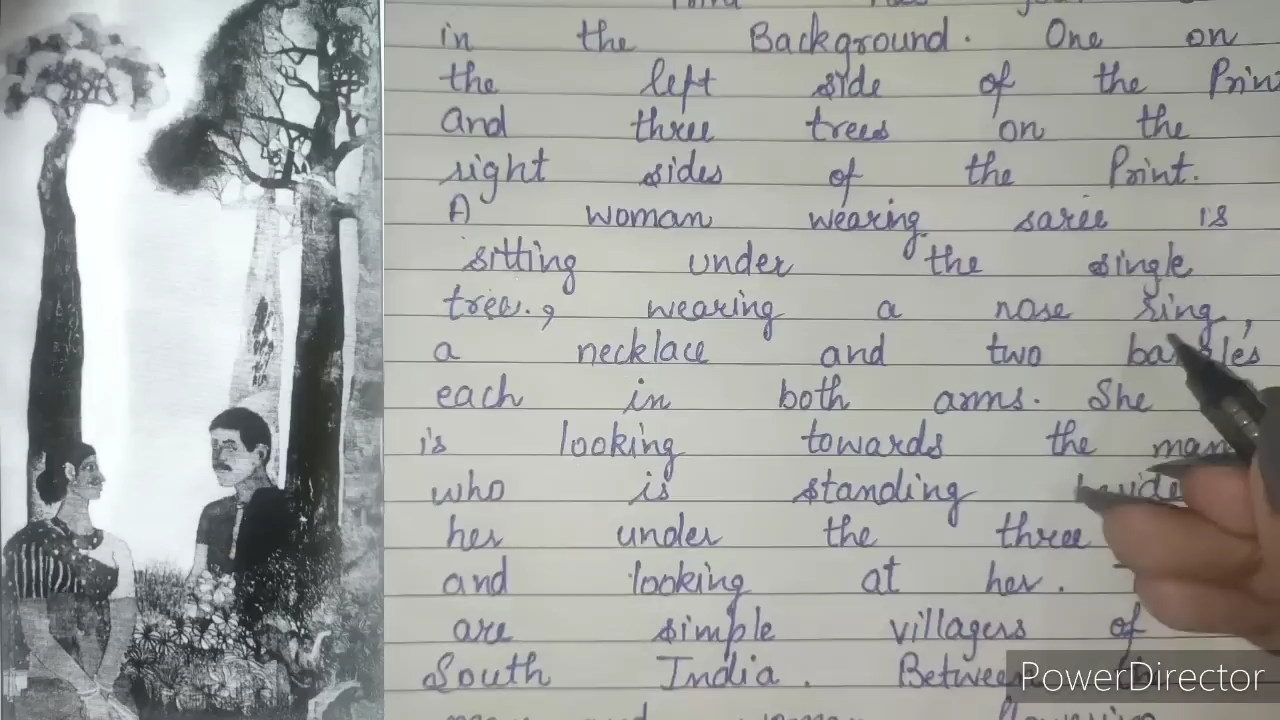 in the Background. One on
the left side of the
and three trees on the
right sides of the Print.
A woman wearing saree is
sitting under the single
tree., wearing a nose ring,
a necklace and two
each in both arms. She
is looking towards the man
who is standing
her under the three
and looking at her.
are simple villagers of
South India.
PowerDirector